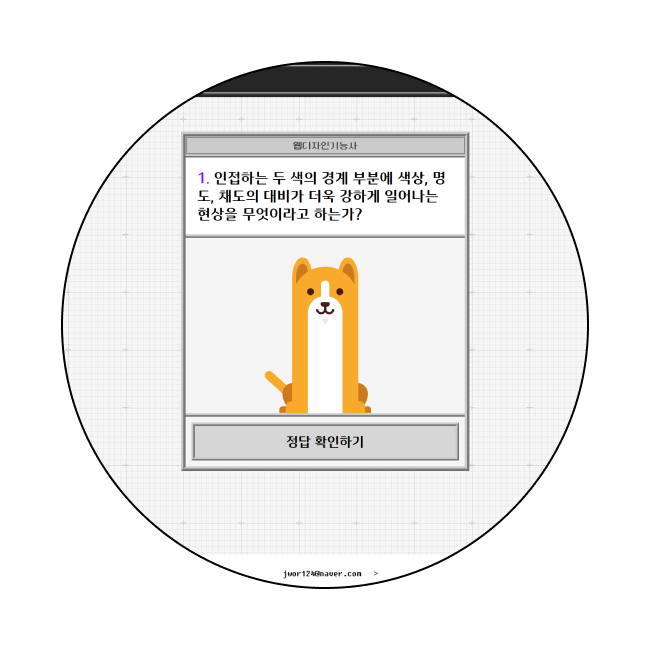 웹디자인기능사
1. 인접하는 두 색의 경계 부분에 색상, 명
도, 채도의 대비가 더욱 강하게 일어나는
현상을 무엇이라고 하는가?
정답 확인하기
jwor124@naver.com >